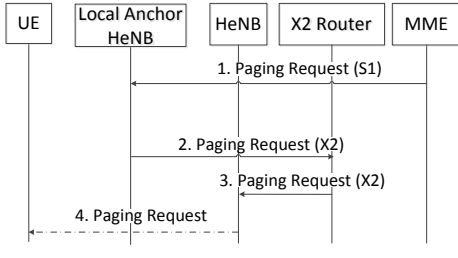 UE
Local Anchor
HeNB
HeNB
X2 Router
MME
1. Paging Request (S1)
2. Paging Request (X2)
3. Paging Request (X2)
4. Paging Request